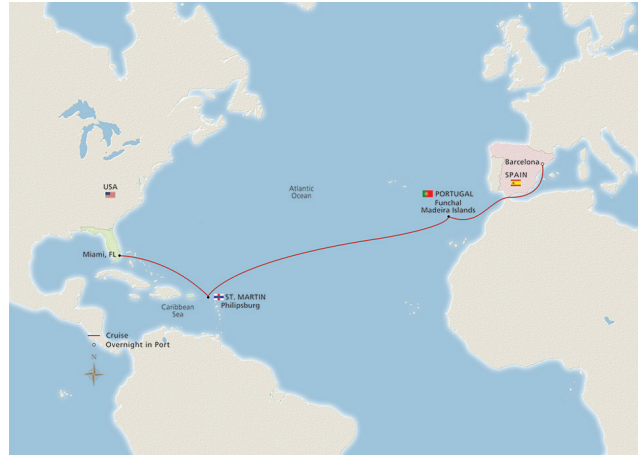 Barcelona
SPAIN
USA
Atlantic
Ocean
PORTUGAL
Funchal
Madeira Islands
Miami, FL
ST. MARTIN
Philipsburg
Caribbean
Sea
Cruise
Overnight in Port
N